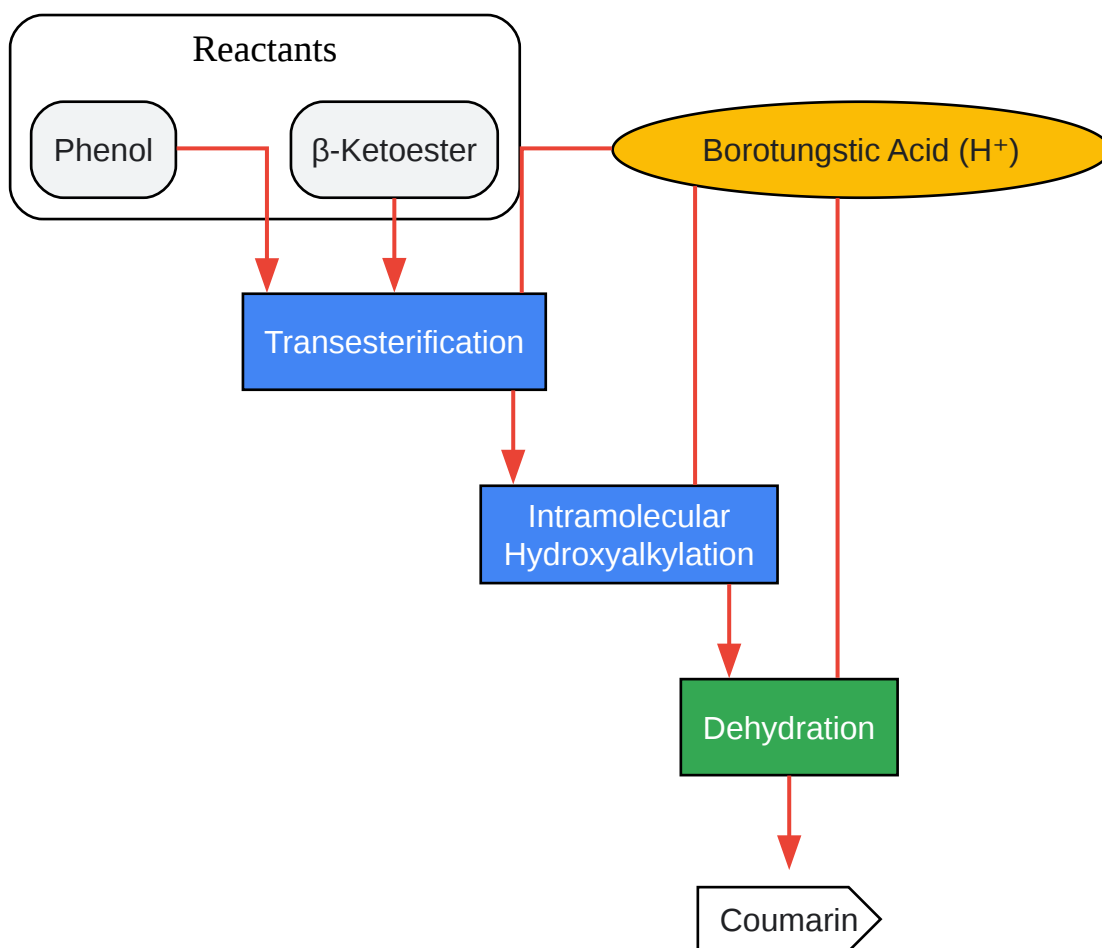 Reactants
Phenol
β-Ketoester
Borotungstic Acid (H⁺)
Transesterification
Intramolecular
Hydroxyalkylation
Dehydration
Coumarin